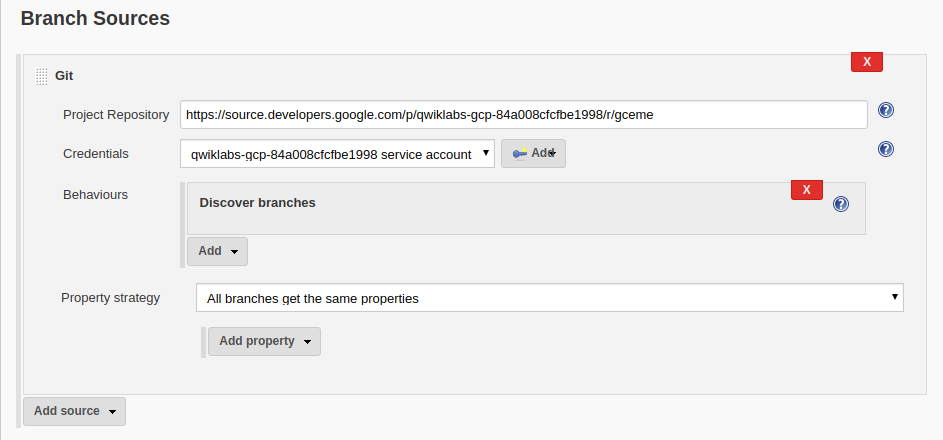 Branch Sources
X
Git
Project Repository https://source.developers.google.com/p/qwiklabs-gcp-84a008cfcfbe1998/r/gceme ?
Credentials qwiklabs-gcp-84a008cfcfbe1998 service account Add ?
Behaviours
Discover branches X ?
Add
Property strategy All branches get the same properties
Add property
Add source